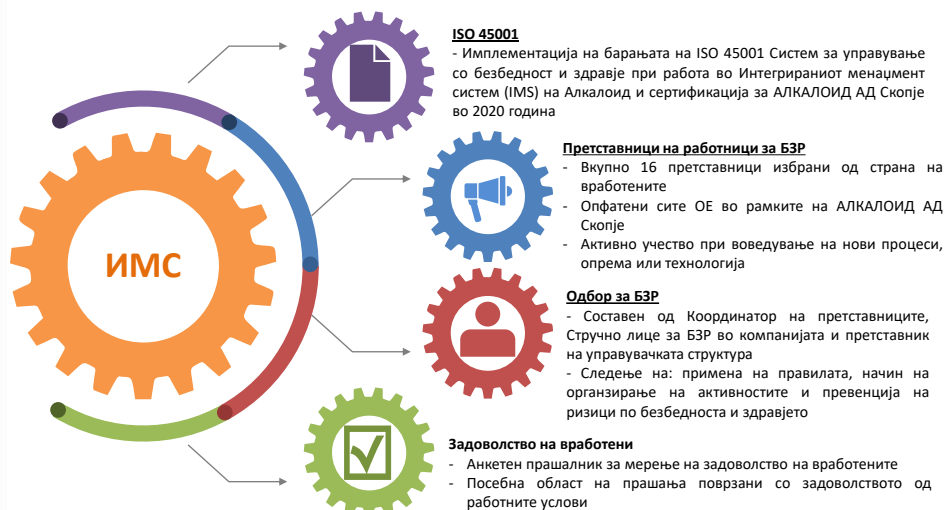 ИМС
ISO 45001
- Имплементација на барањата на ISO 45001 Систем за управување
со безбедност и здравје при работа во Интегрираниот менаџмент
систем (IMS) на Алкалоид и сертификација за АЛКАЛОИД АД Скопје
во 2020 година
Претставници на работници за БЗР
- Вкупно 16 претставници избрани од страна на
вработените
- Опфатени сите ОЕ во рамките на АЛКАЛОИД АД
Скопје
- Активно учество при воведување на нови процеси,
опрема или технологија
Одбор за БЗР
- Составен од Координатор на претставниците,
Стручно лице за БЗР во компанијата и претставник
на управувачката структура
- Следење на: примена на правилата, начин на
организирање на активностите и превенција на
ризици по безбедноста и здравјето
Задоволство на вработени
- Анкетен прашалник за мерење на задоволство на вработените
- Посебна област на прашања поврзани со задоволството од
работните услови